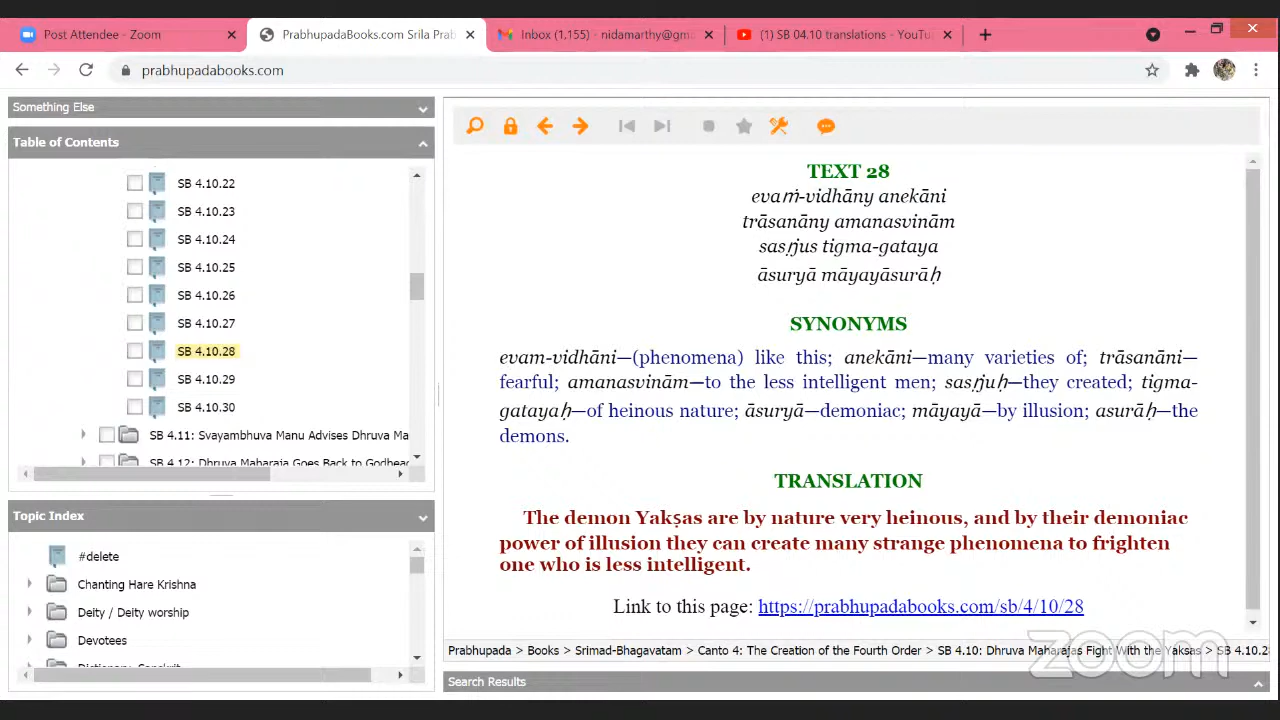 Post Attendee - Zoom
PrabhupadaBooks.com Srila Prab
Inbox (1,155) - nidamarthy@gm
(1) SB 04.10 translations - YouTu
prabhupadabooks.com
Something Else
Table of Contents
SB 4.10.22
SB 4.10.23
SB 4.10.24
SB 4.10.25
SB 4.10.26
SB 4.10.27
SB 4.10.28
SB 4.10.29
SB 4.10.30
SB 4.11: Svayambhuva Manu Advises Dhruva Ma
SB 4.12: Dhruva Maharaja Goes Back to Godhead
Topic Index
#delete
Chanting Hare Krishna
Deity / Deity worship
Devotees
Dictionary, Sanskrit
TEXT 28
evaṁ-vidhāny anekāni
trāsanāny amanasvinām
sasṛjus tigma-gataya
āsuryā māyayāsurāḥ
SYNONYMS
evam-vidhāni—(phenomena) like this; anekāni—many varieties of; trāsanāni—
fearful; amanasvinām—to the less intelligent men; sasṛjuḥ—they created; tigma-
gatayaḥ—of heinous nature; āsuryā—demoniac; māyayā—by illusion; asurāḥ—the
demons.
TRANSLATION
The demon Yakṣas are by nature very heinous, and by their demoniac
power of illusion they can create many strange phenomena to frighten
one who is less intelligent.
Link to this page: https://prabhupadabooks.com/sb/4/10/28
Prabhupada > Books > Srimad-Bhagavatam > Canto 4: The Creation of the Fourth Order > SB 4.10: Dhruva Maharajas Fight With the Yaksas > SB 4.10.28
zoom
Search Results